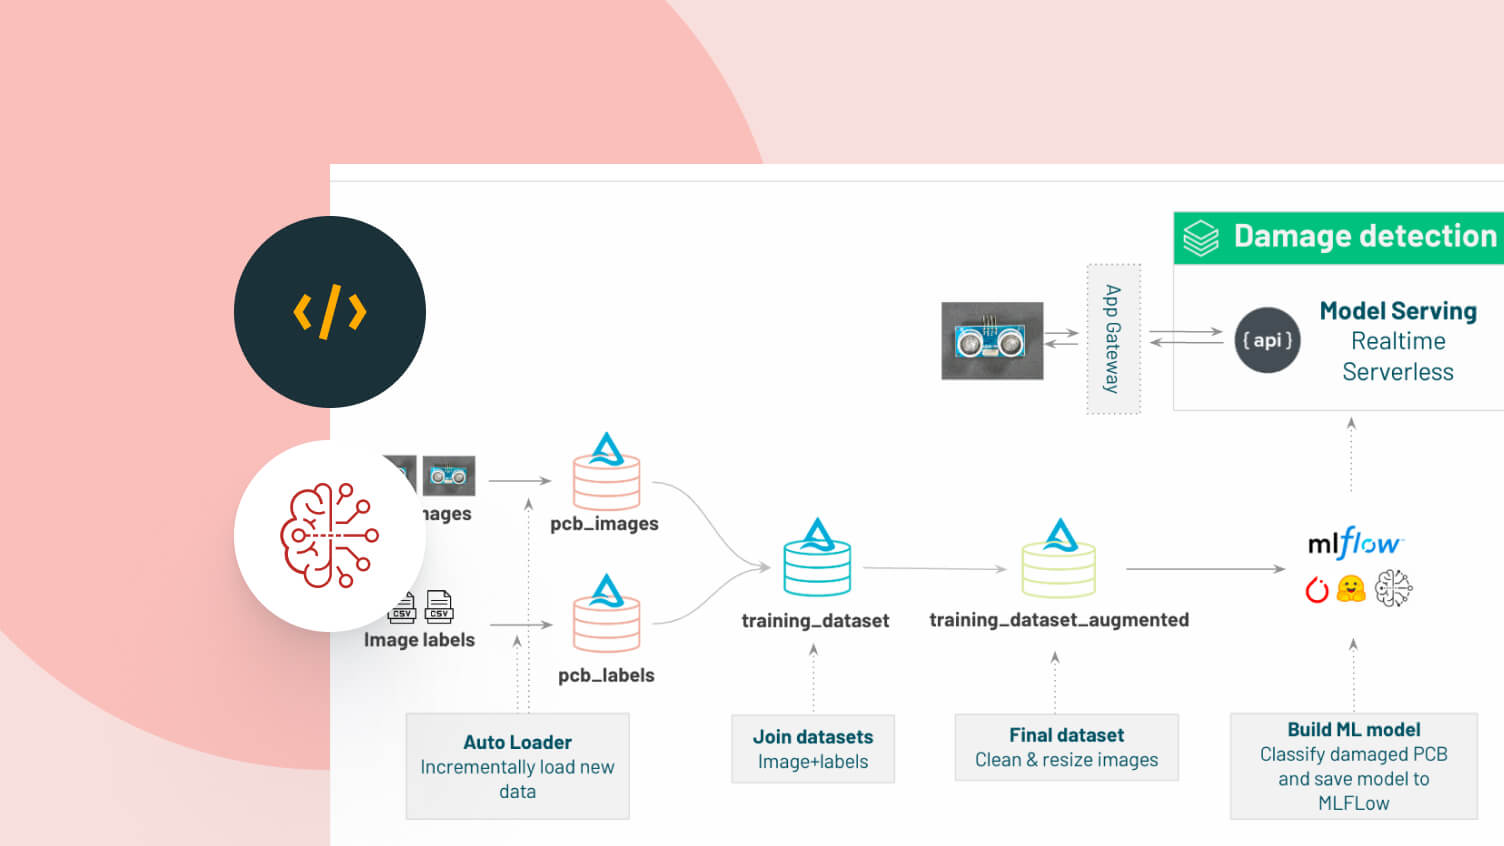 Damage detection
App Gateway
{ api }
Model Serving
Realtime
Serverless
</>
pcb_images
CSV CSV
Image labels
pcb_labels
training_dataset
training_dataset_augmented
mlflow
Auto Loader
Incrementally load new
data
Join datasets
Image+labels
Final dataset
Clean & resize images
Build ML model
Classify damaged PCB
and save model to
MLFLow